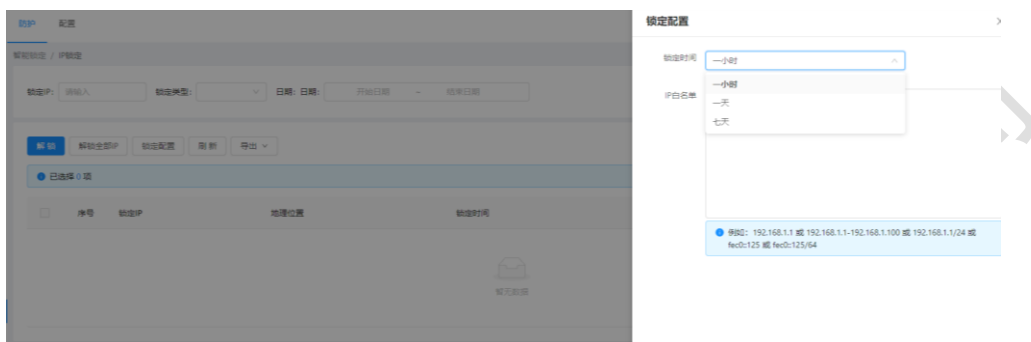 防护 配置
解锁锁定 / IP锁定
锁定IP: 请输入 锁定类型: 日期: 日期: 开始日期 - 结束日期
解锁 解锁全部IP 锁定配置 刷新 导出
已选择 0 项
序号 锁定IP 地理位置 锁定时间
暂无数据
锁定配置
锁定时间 一小时
一小时
一天
七天
IP白名单
例如: 192.168.1.1 或 192.168.1.1-192.168.1.100 或 192.168.1.1/24 或
fec0::125 或 fec0::125/64